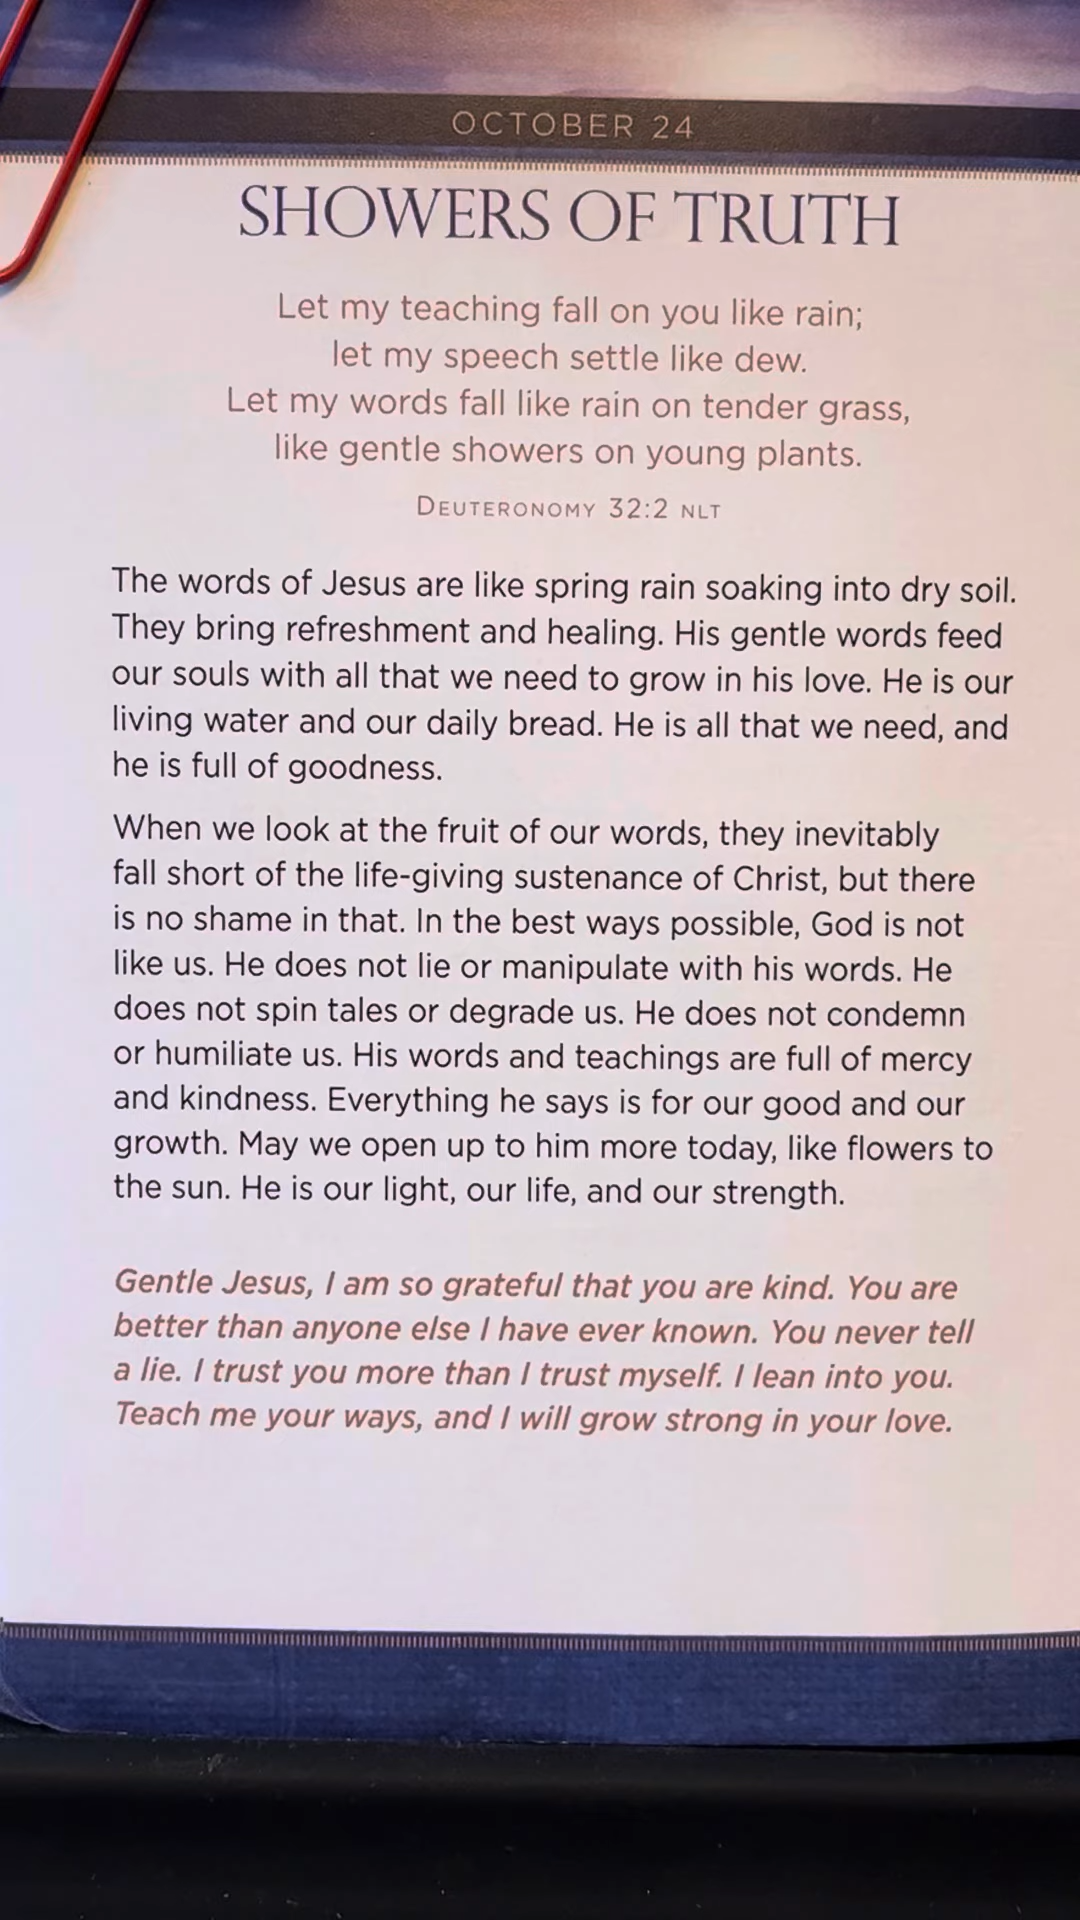 OCTOBER 24
SHOWERS OF TRUTH
Let my teaching fall on you like rain;
let my speech settle like dew.
Let my words fall like rain on tender grass,
like gentle showers on young plants.
DEUTERONOMY 32:2 NLT
The words of Jesus are like spring rain soaking into dry soil.
They bring refreshment and healing. His gentle words feed
our souls with all that we need to grow in his love. He is our
living water and our daily bread. He is all that we need, and
he is full of goodness.
When we look at the fruit of our words, they inevitably
fall short of the life-giving sustenance of Christ, but there
is no shame in that. In the best ways possible, God is not
like us. He does not lie or manipulate with his words. He
does not spin tales or degrade us. He does not condemn
or humiliate us. His words and teachings are full of mercy
and kindness. Everything he says is for our good and our
growth. May we open up to him more today, like flowers to
the sun. He is our light, our life, and our strength.
Gentle Jesus, I am so grateful that you are kind. You are
better than anyone else I have ever known. You never tell
a lie. I trust you more than I trust myself. I lean into you.
Teach me your ways, and I will grow strong in your love.